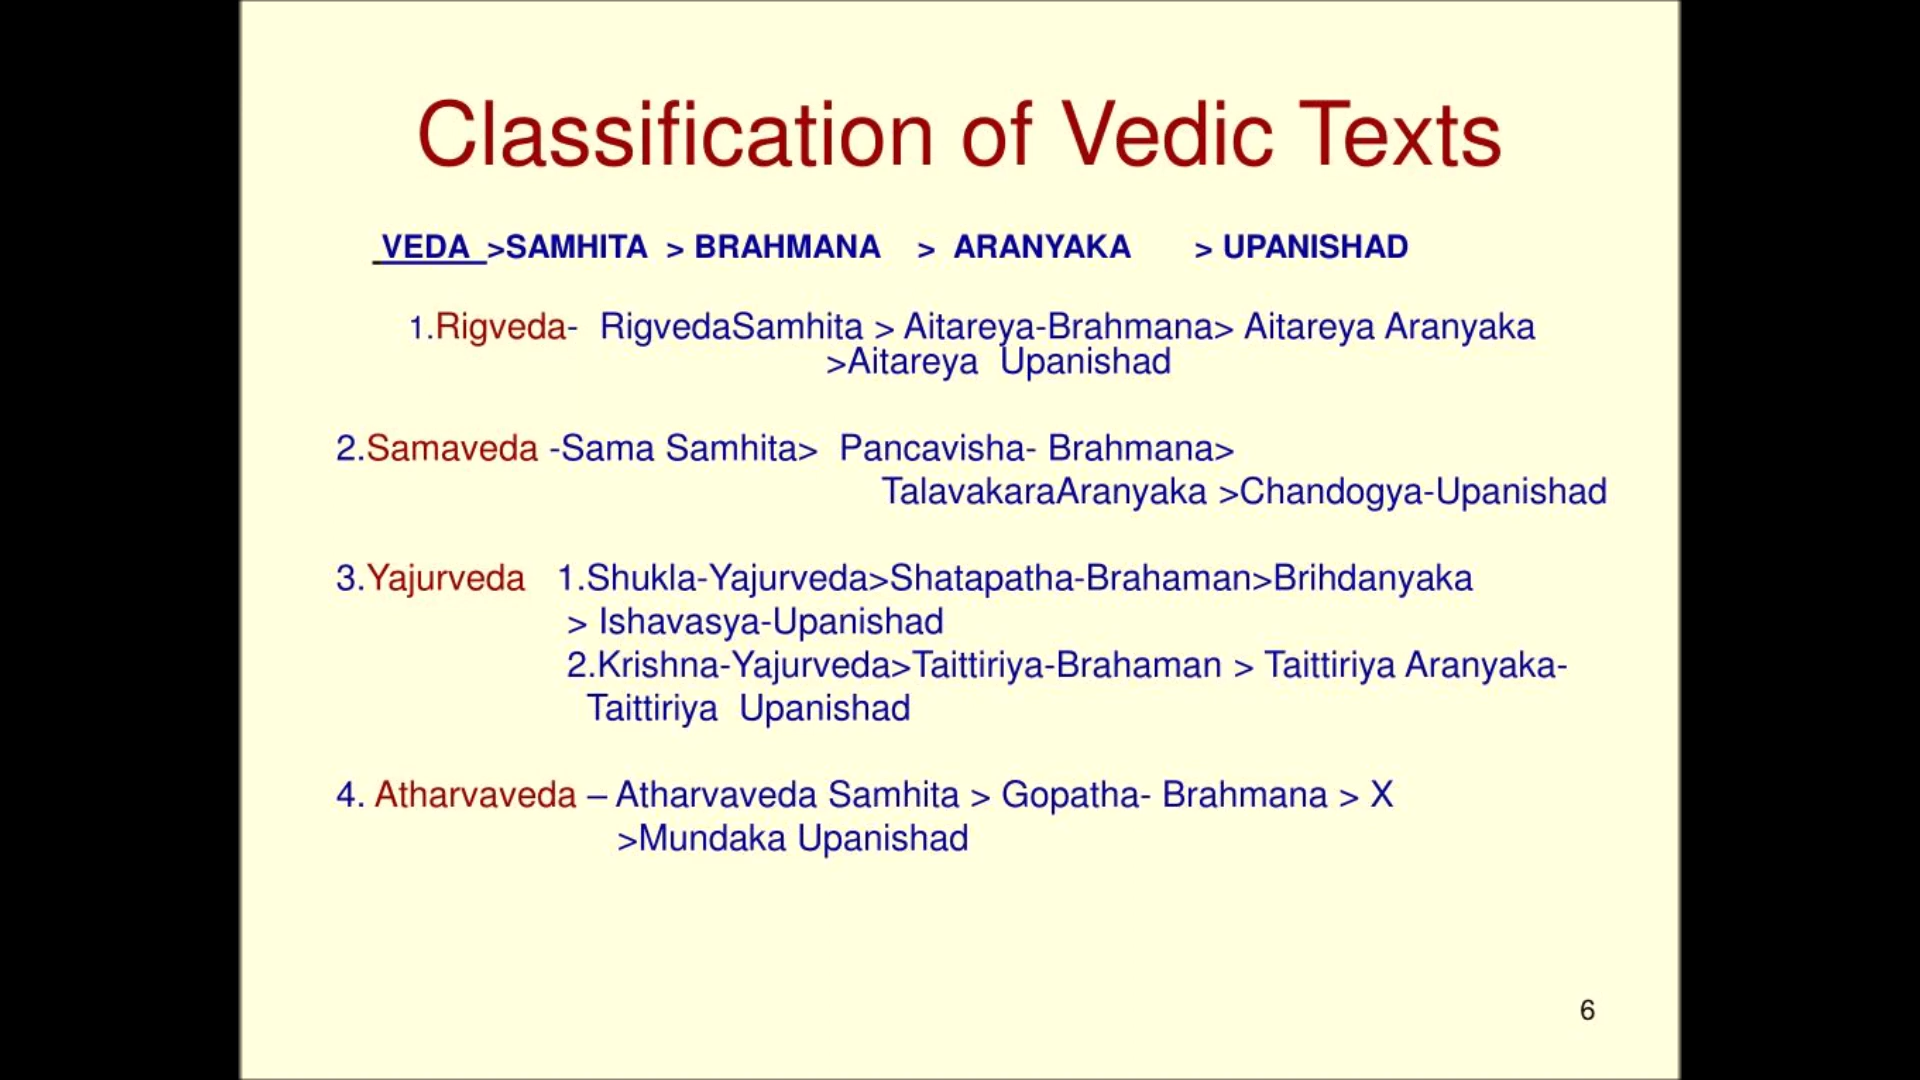 Classification of Vedic Texts
VEDA >SAMHITA > BRAHMANA > ARANYAKA > UPANISHAD
1.Rigveda- RigvedaSamhita > Aitareya-Brahmana> Aitareya Aranyaka
>Aitareya Upanishad
2.Samaveda -Sama Samhita> Pancavisha- Brahmana>
TalavakaraAranyaka >Chandogya-Upanishad
3.Yajurveda 1.Shukla-Yajurveda>Shatapatha-Brahaman>Brihdanyaka
> Ishavasya-Upanishad
2.Krishna-Yajurveda>Taittiriya-Brahaman > Taittiriya Aranyaka-
Taittiriya Upanishad
4. Atharvaveda – Atharvaveda Samhita > Gopatha- Brahmana > X
>Mundaka Upanishad
6